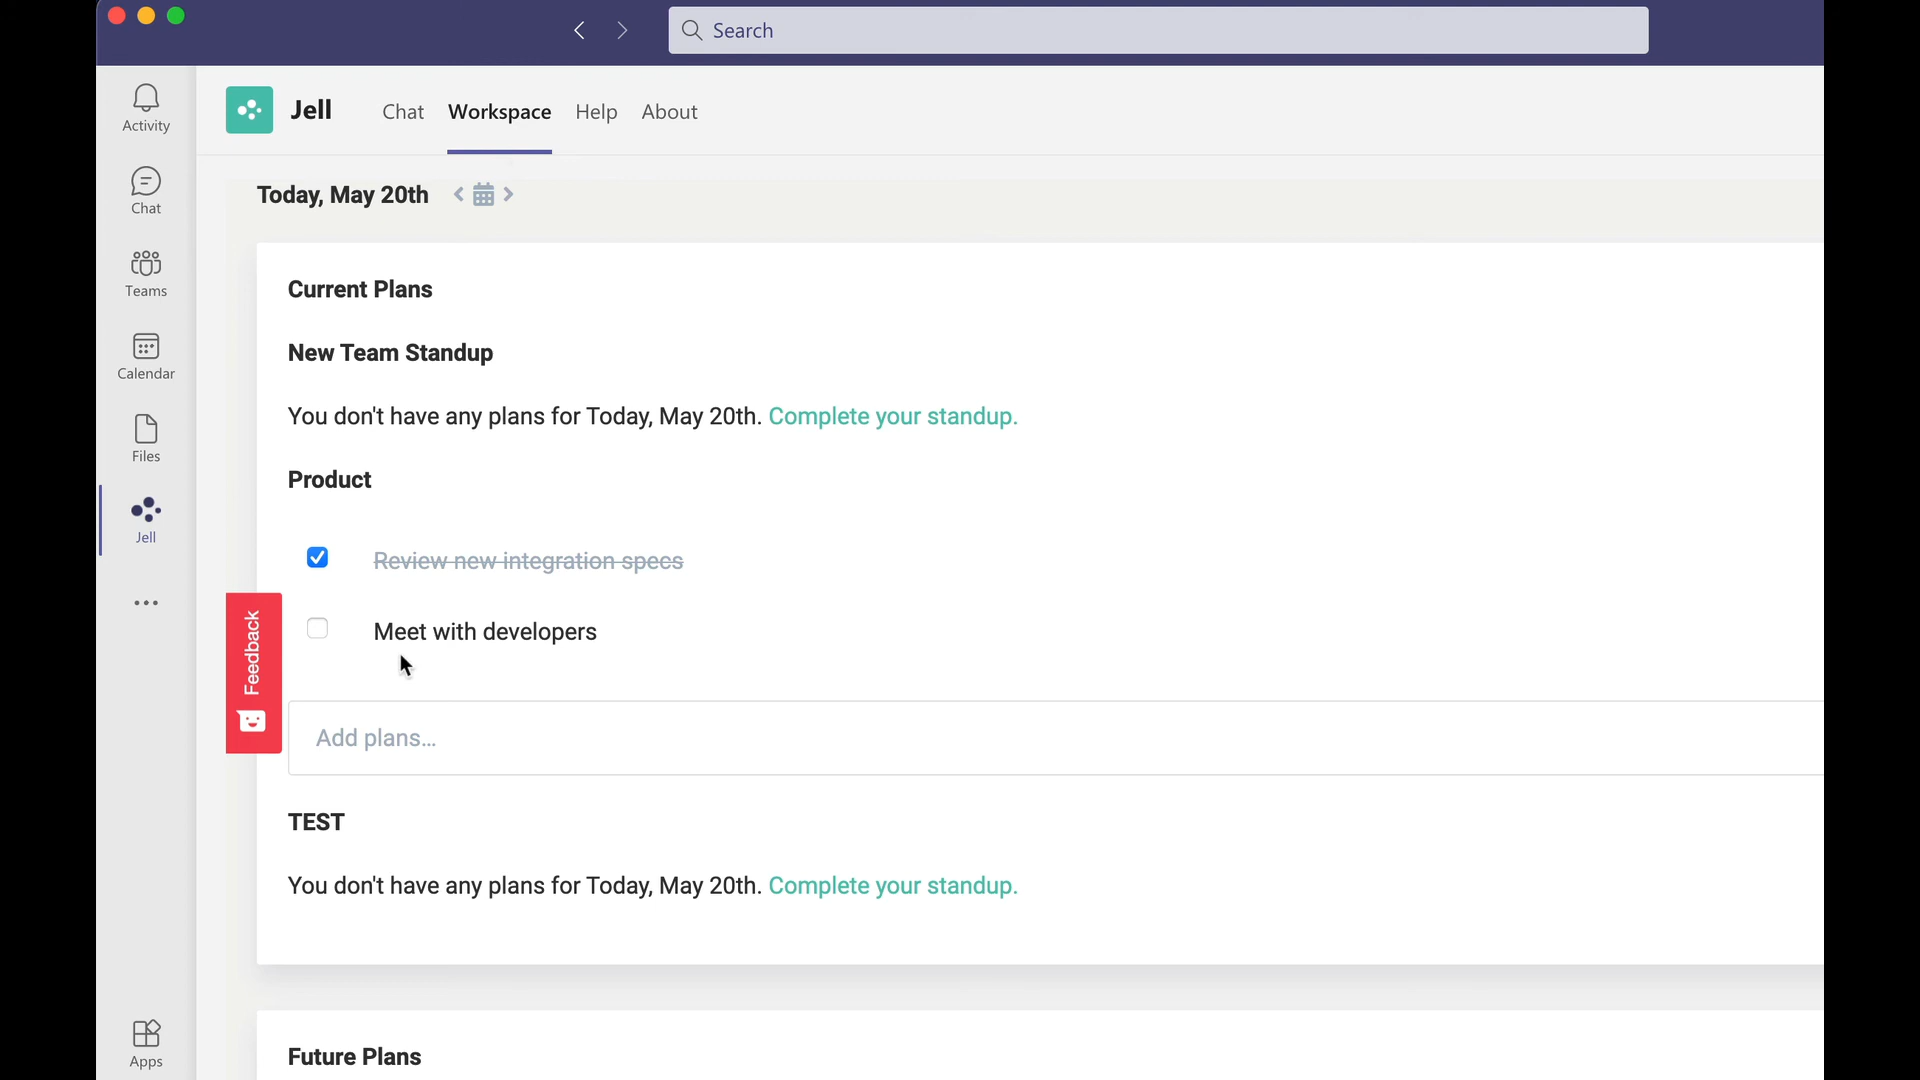 Search
Activity
Chat
Teams
Calendar
Files
Jell
Apps
Jell
Chat Workspace Help About
Today, May 20th
Current Plans
New Team Standup
You don't have any plans for Today, May 20th. Complete your standup.
Product
Review new integration specs
Meet with developers
Feedback
Add plans...
TEST
You don't have any plans for Today, May 20th. Complete your standup.
Future Plans